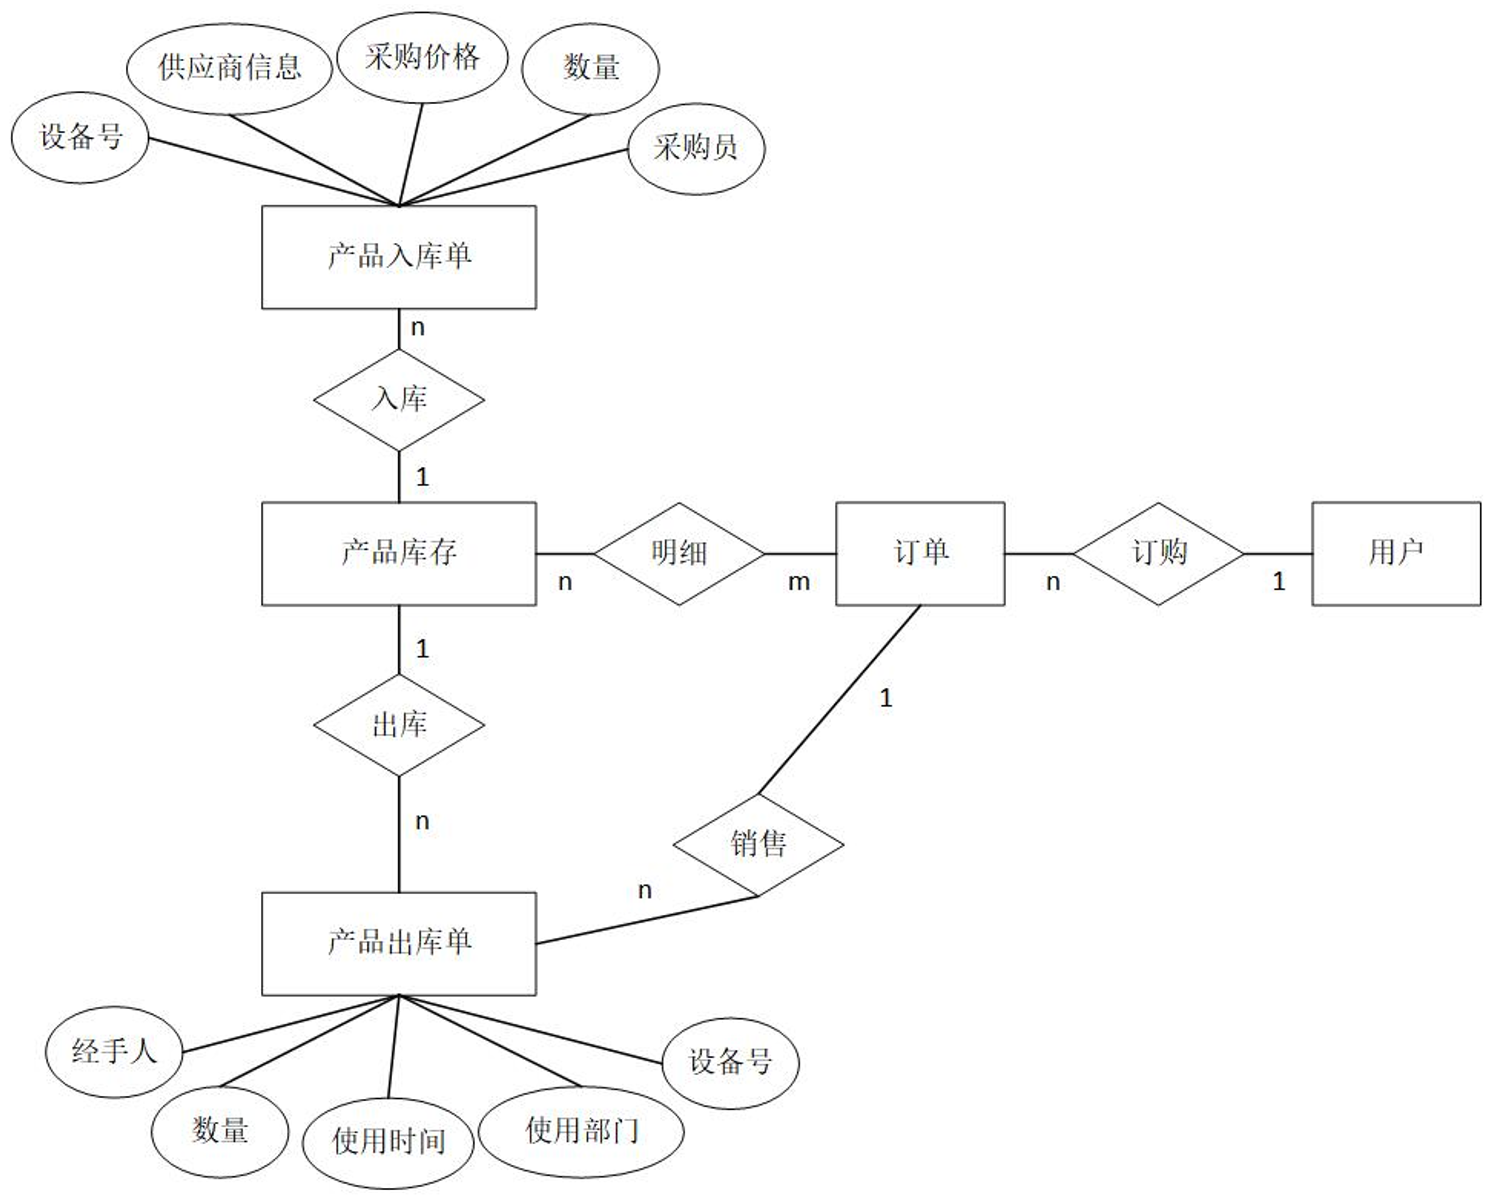 供应商信息
采购价格
数量
设备号
采购员
产品入库单
n
入库
1
产品库存
n
明细
m
订单
n
订购
1
用户
1
出库
n
1
销售
n
产品出库单
经手人
数量
使用时间
使用部门
设备号